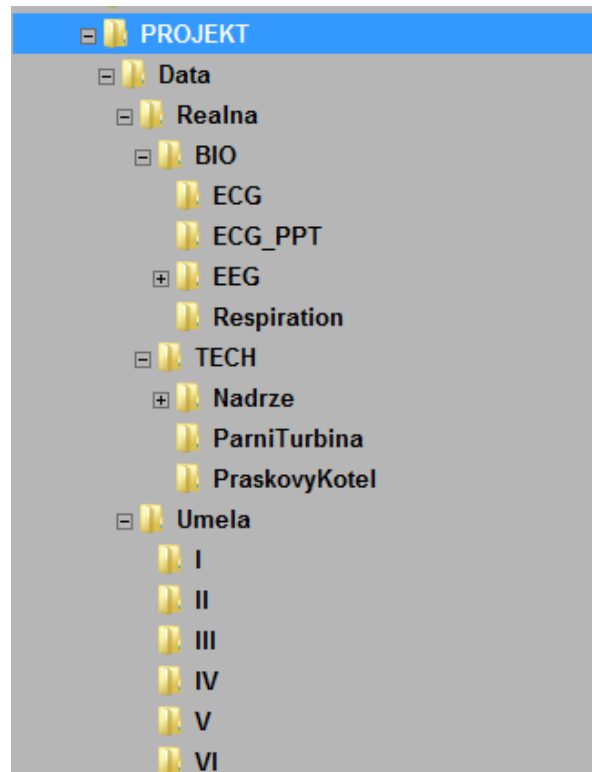 PROJEKT
Data
Realna
BIO
ECG
ECG_PPT
EEG
Respiration
TECH
Nadrze
ParniTurbina
PraskovyKotel
Umela
I
II
III
IV
V
VI